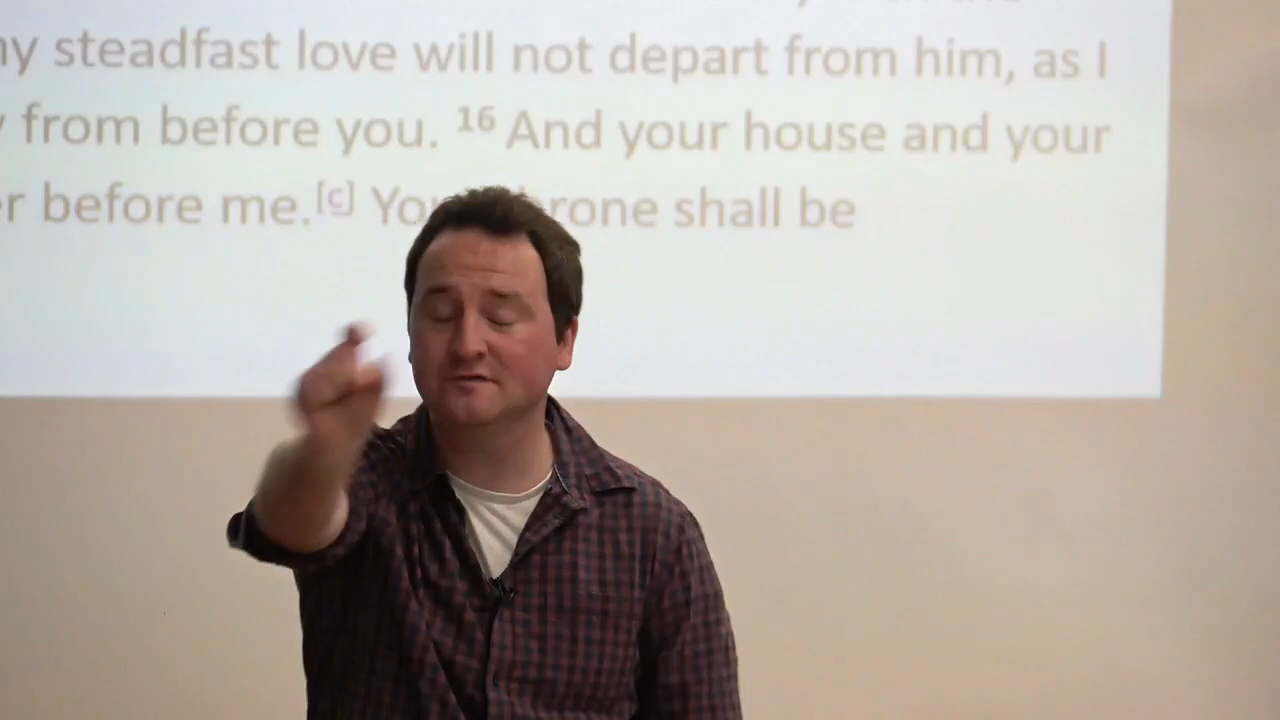 steadfast love will not depart from him, as I
from before you. 16 And your house and your
before me.[c] shall be